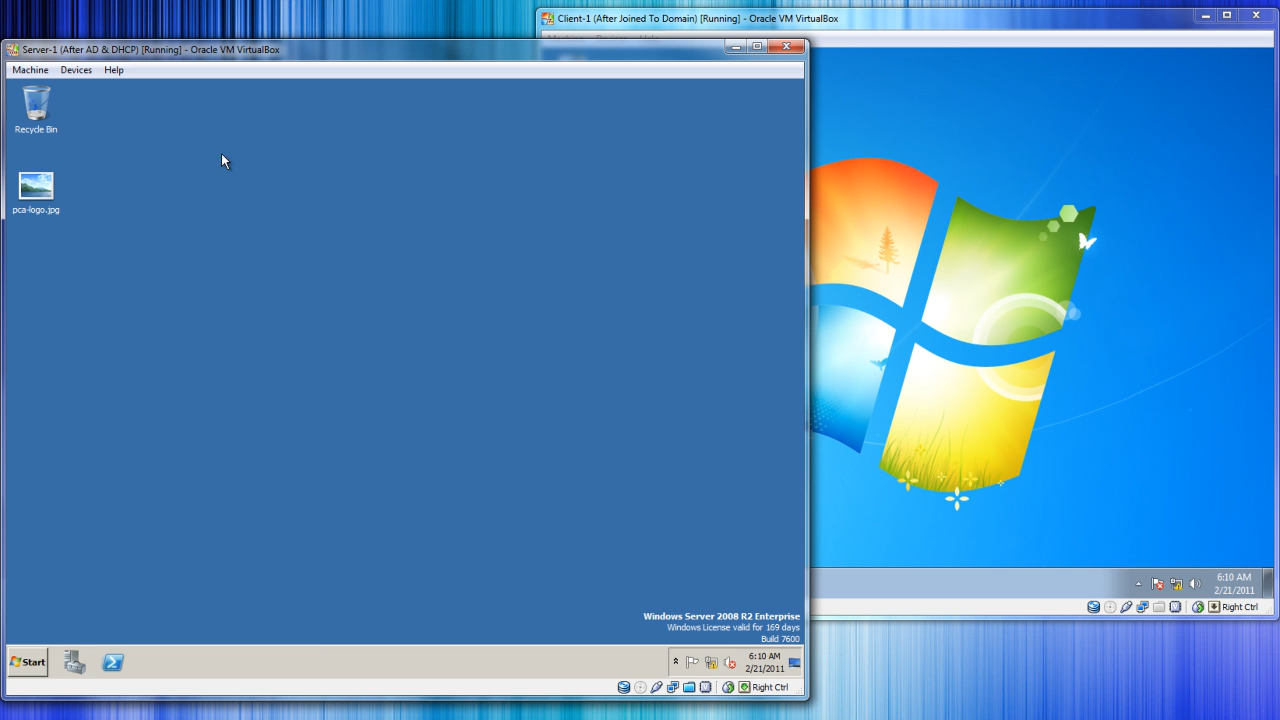 Client-1 (After Joined To Domain) [Running] - Oracle VM VirtualBox
Server-1 (After AD & DHCP) [Running] - Oracle VM VirtualBox
Machine Devices Help
Recycle Bin
pca-logo.jpg
Windows Server 2008 R2 Enterprise
Windows License valid for 169 days
Build 7600
Start
6:10 AM
2/21/2011
Right Ctrl
6:10 AM
2/21/2011
Right Ctrl